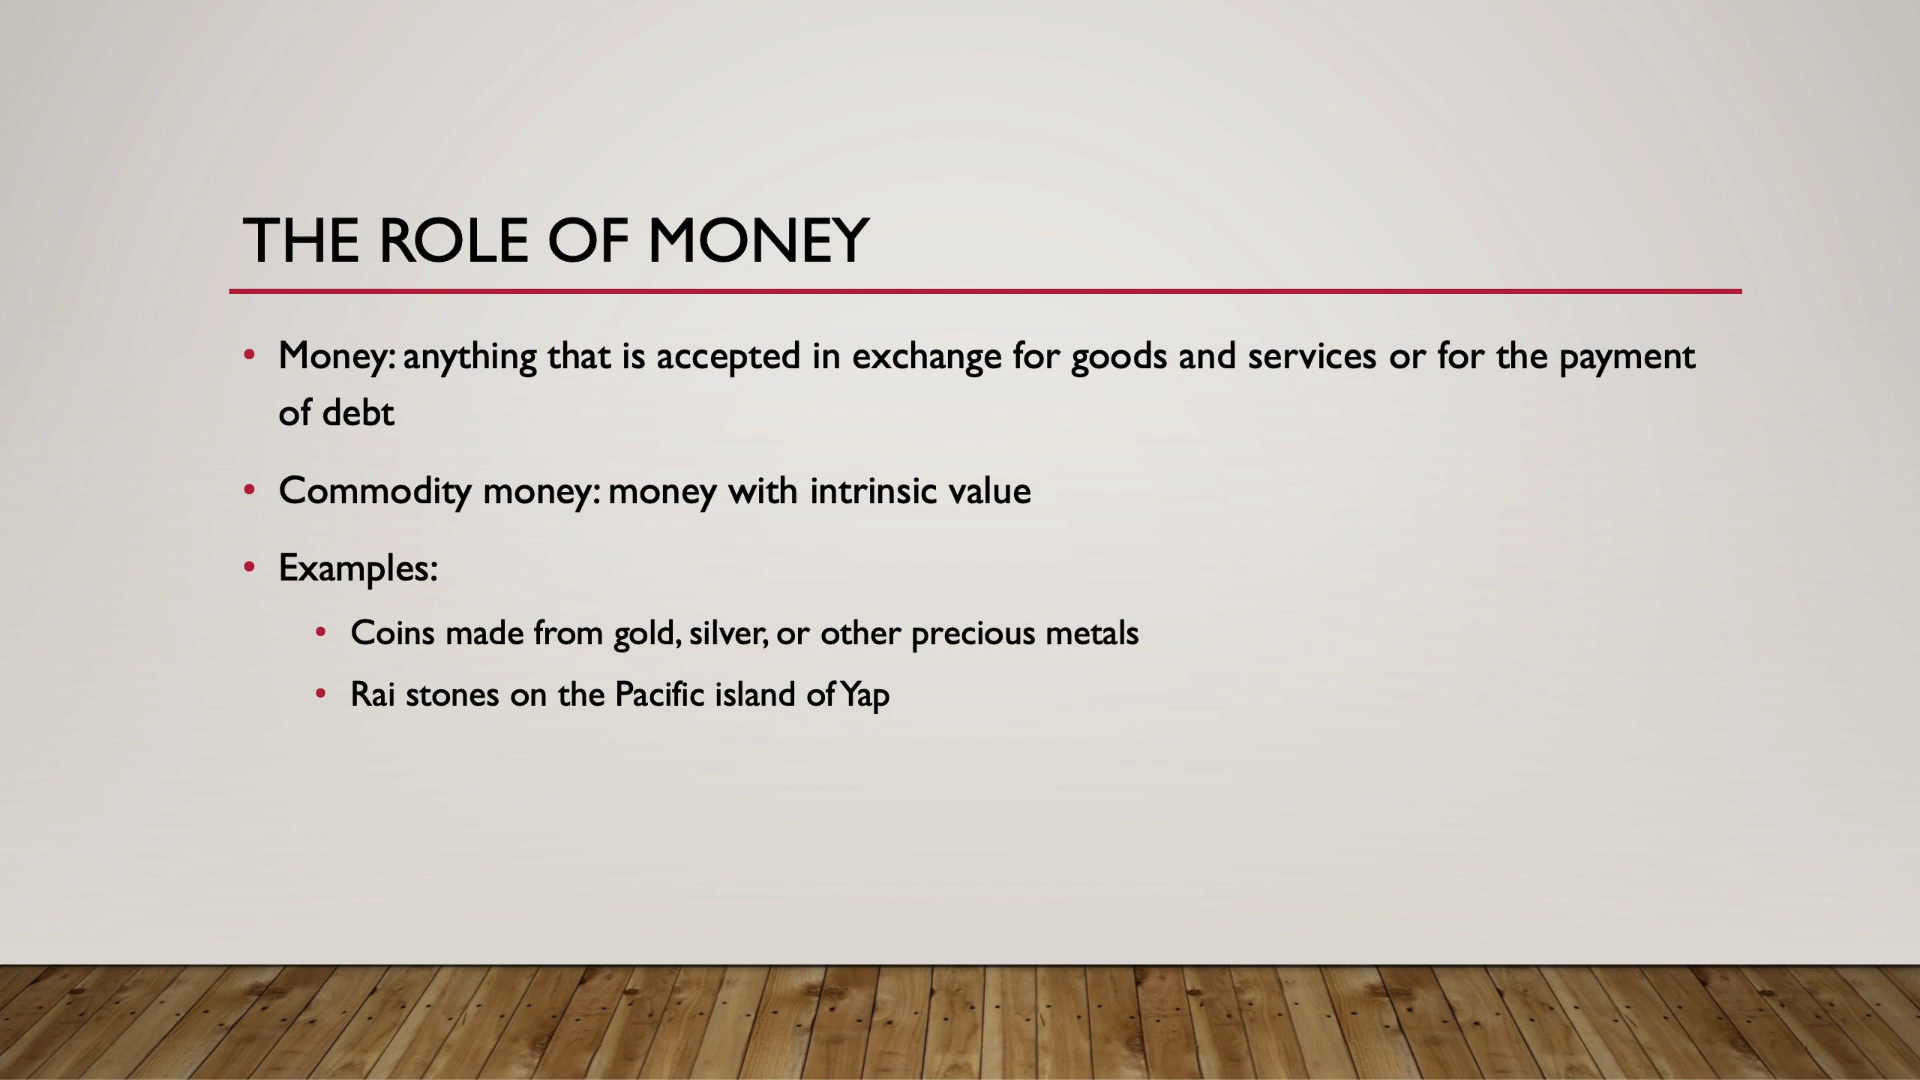 THE ROLE OF MONEY
• Money: anything that is accepted in exchange for goods and services or for the payment
of debt
• Commodity money: money with intrinsic value
• Examples:
• Coins made from gold, silver, or other precious metals
• Rai stones on the Pacific island of Yap